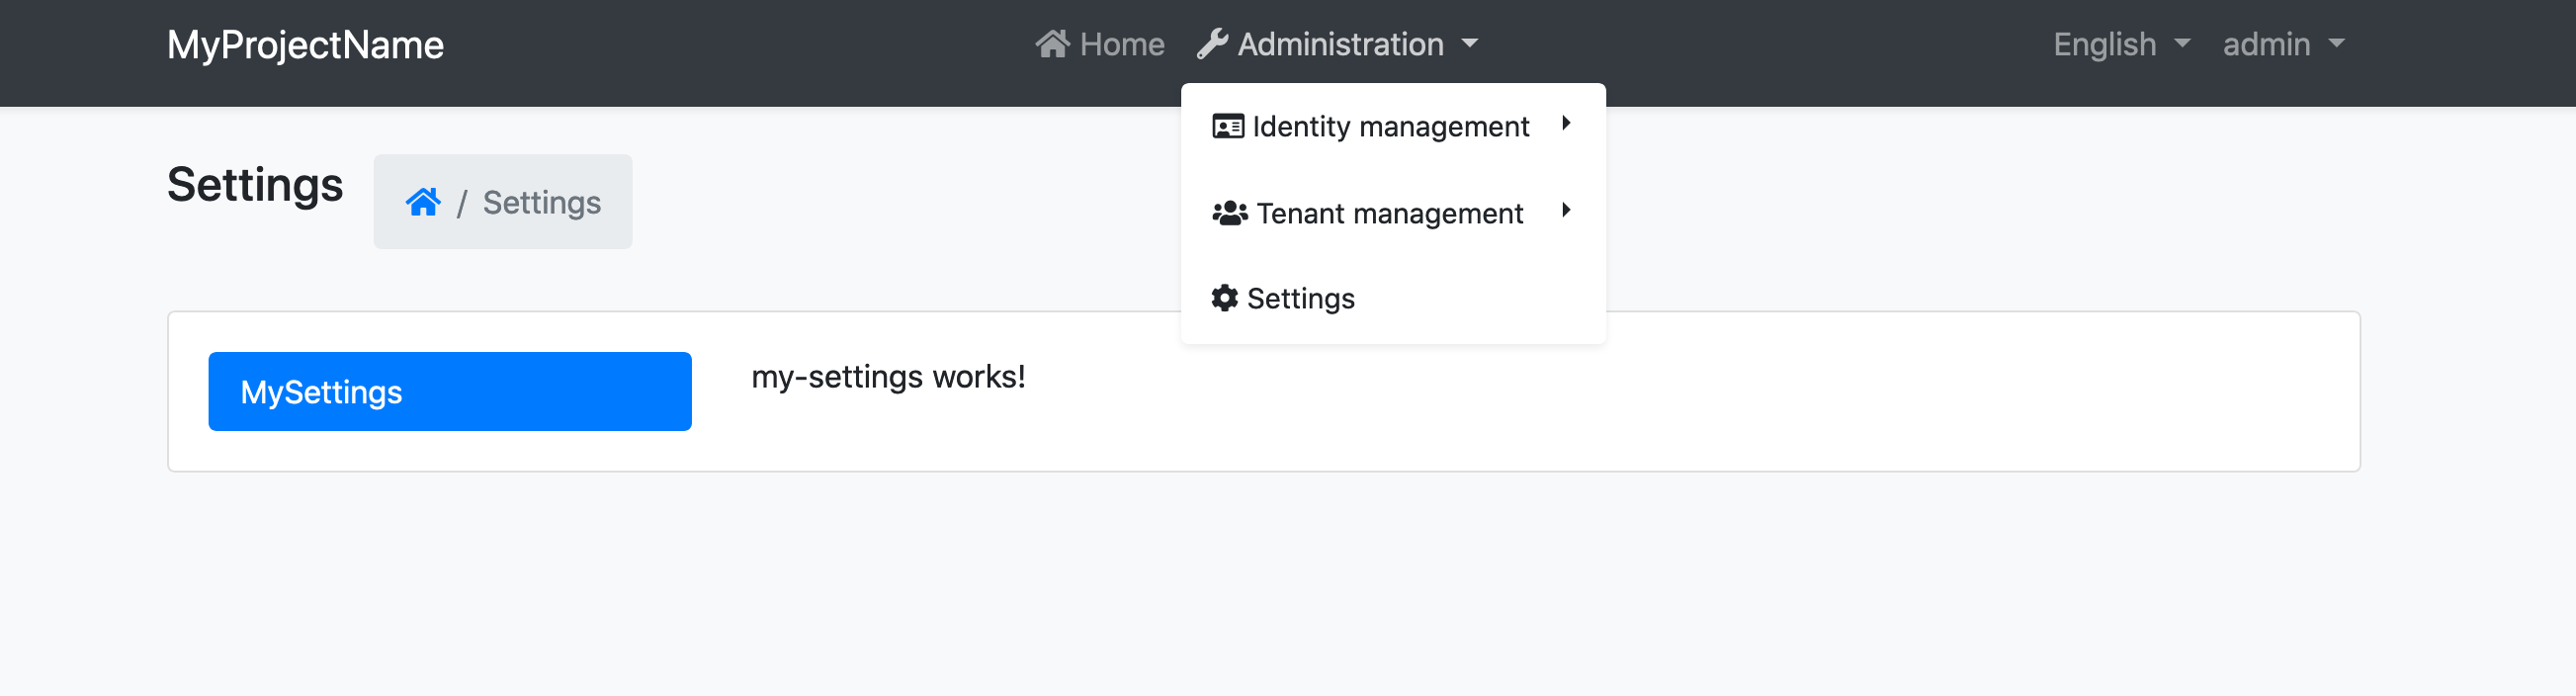 MyProjectName Home Administration English admin
Identity management
Tenant management
Settings
Settings / Settings
MySettings my-settings works!